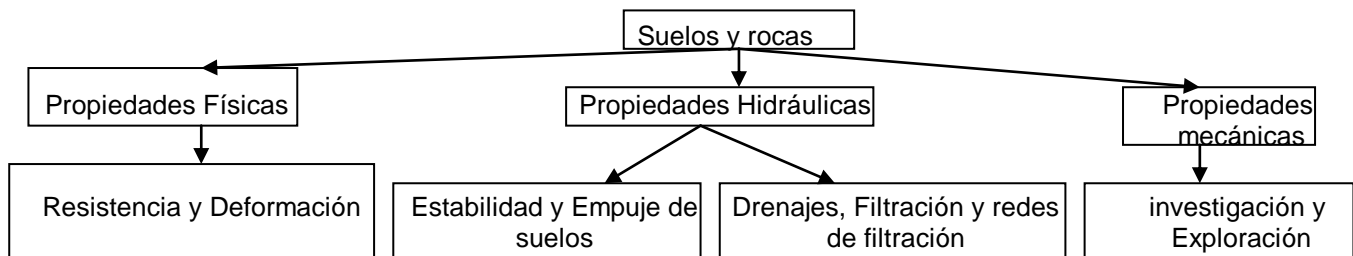 Suelos y rocas
Propiedades Físicas
Propiedades Hidráulicas
Propiedades
mecánicas
Resistencia y Deformación
Estabilidad y Empuje de
suelos
Drenajes, Filtración y redes
de filtración
investigación y
Exploración